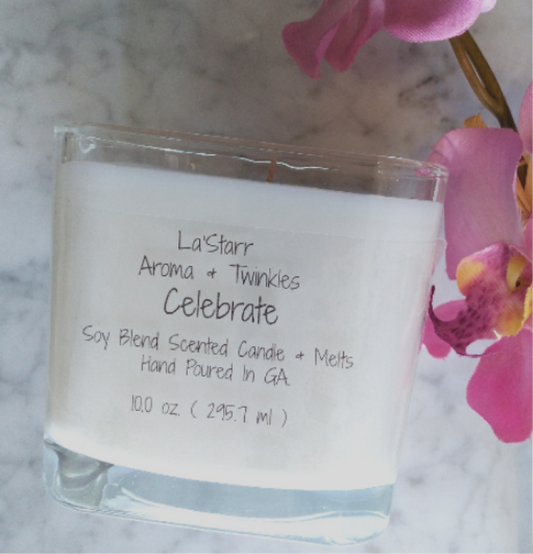 La'Starr
Aroma + Twinkles
Celebrate
Soy Blend Scented Candle + Melts
Hand Poured In GA
10.0 oz. ( 295.7 ml )